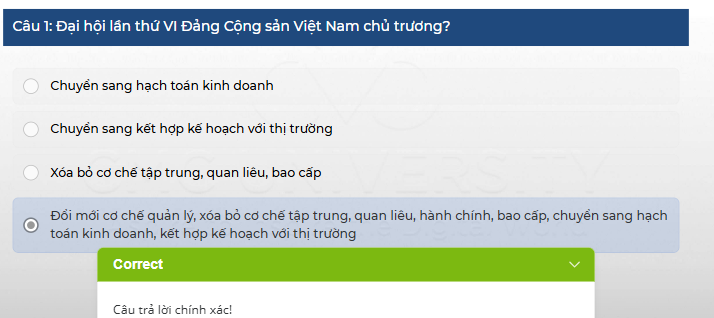 Câu 1: Đại hội lần thứ VI Đảng Cộng sản Việt Nam chủ trương?
Chuyển sang hạch toán kinh doanh
Chuyển sang kết hợp kế hoạch với thị trường
Xóa bỏ cơ chế tập trung, quan liêu, bao cấp
Đổi mới cơ chế quản lý, xóa bỏ cơ chế tập trung, quan liêu, hành chính, bao cấp, chuyển sang hạch
toán kinh doanh, kết hợp kế hoạch với thị trường
Correct
Câu trả lời chính xác!